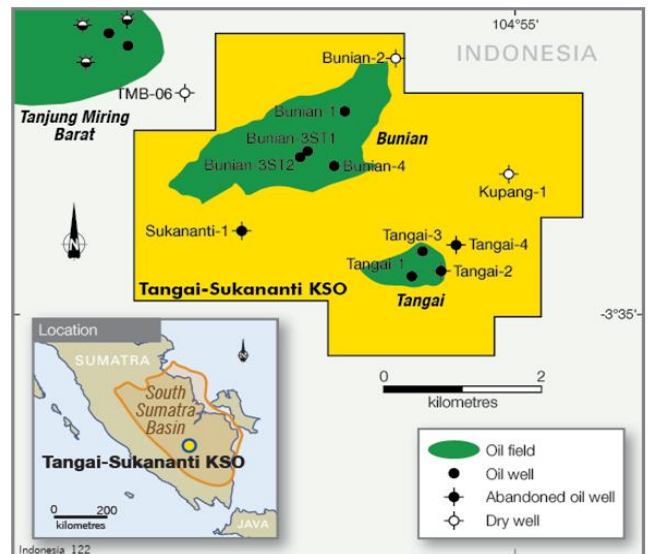 104°55'
INDONESIA
Bunian-2
TMB-06
Tanjung Miring
Barat
Bunian-1
Bunian
Bunian 3ST1
Bunian 3ST2
Bunian-4
Kupang-1
N
Sukananti-1
Tangai-3
Tangai-4
Tangai-1
Tangai-2
Tangai-Sukananti KSO
Tangai
-3°35'
Location
SUMATRA
South
Sumatra
Basin
Tangai-Sukananti KSO
0 200
kilometres
JAVA
0 2
kilometres
Oil field
Oil well
Abandoned oil well
Dry well
Indonesia 122